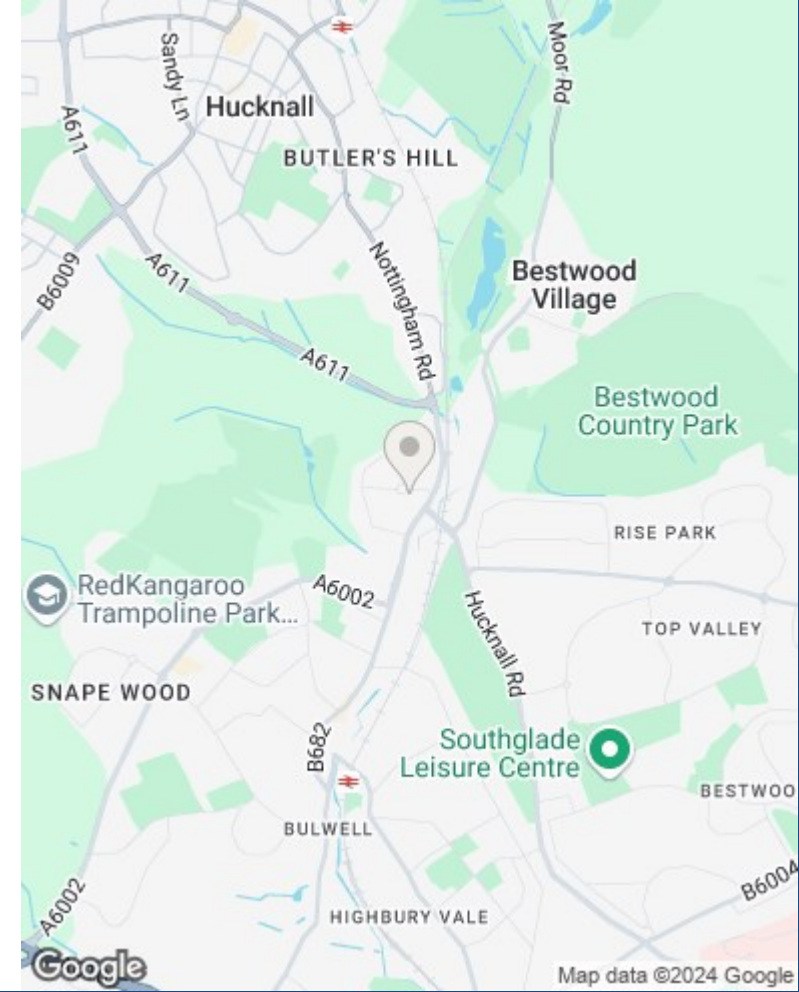 Sandy Ln
Moor Rd
Hucknall
A611
BUTLER'S HILL
B6009
A611
Nottingham Rd
Bestwood
Village
A611
Bestwood
Country Park
RISE PARK
RedKangaroo
Trampoline Park...
A6002
Hucknall Rd
TOP VALLEY
SNAPE WOOD
B682
Southglade
Leisure Centre
BESTWOO
BULWELL
A6002
B6004
HIGHBURY VALE
Google
Map data ©2024 Google